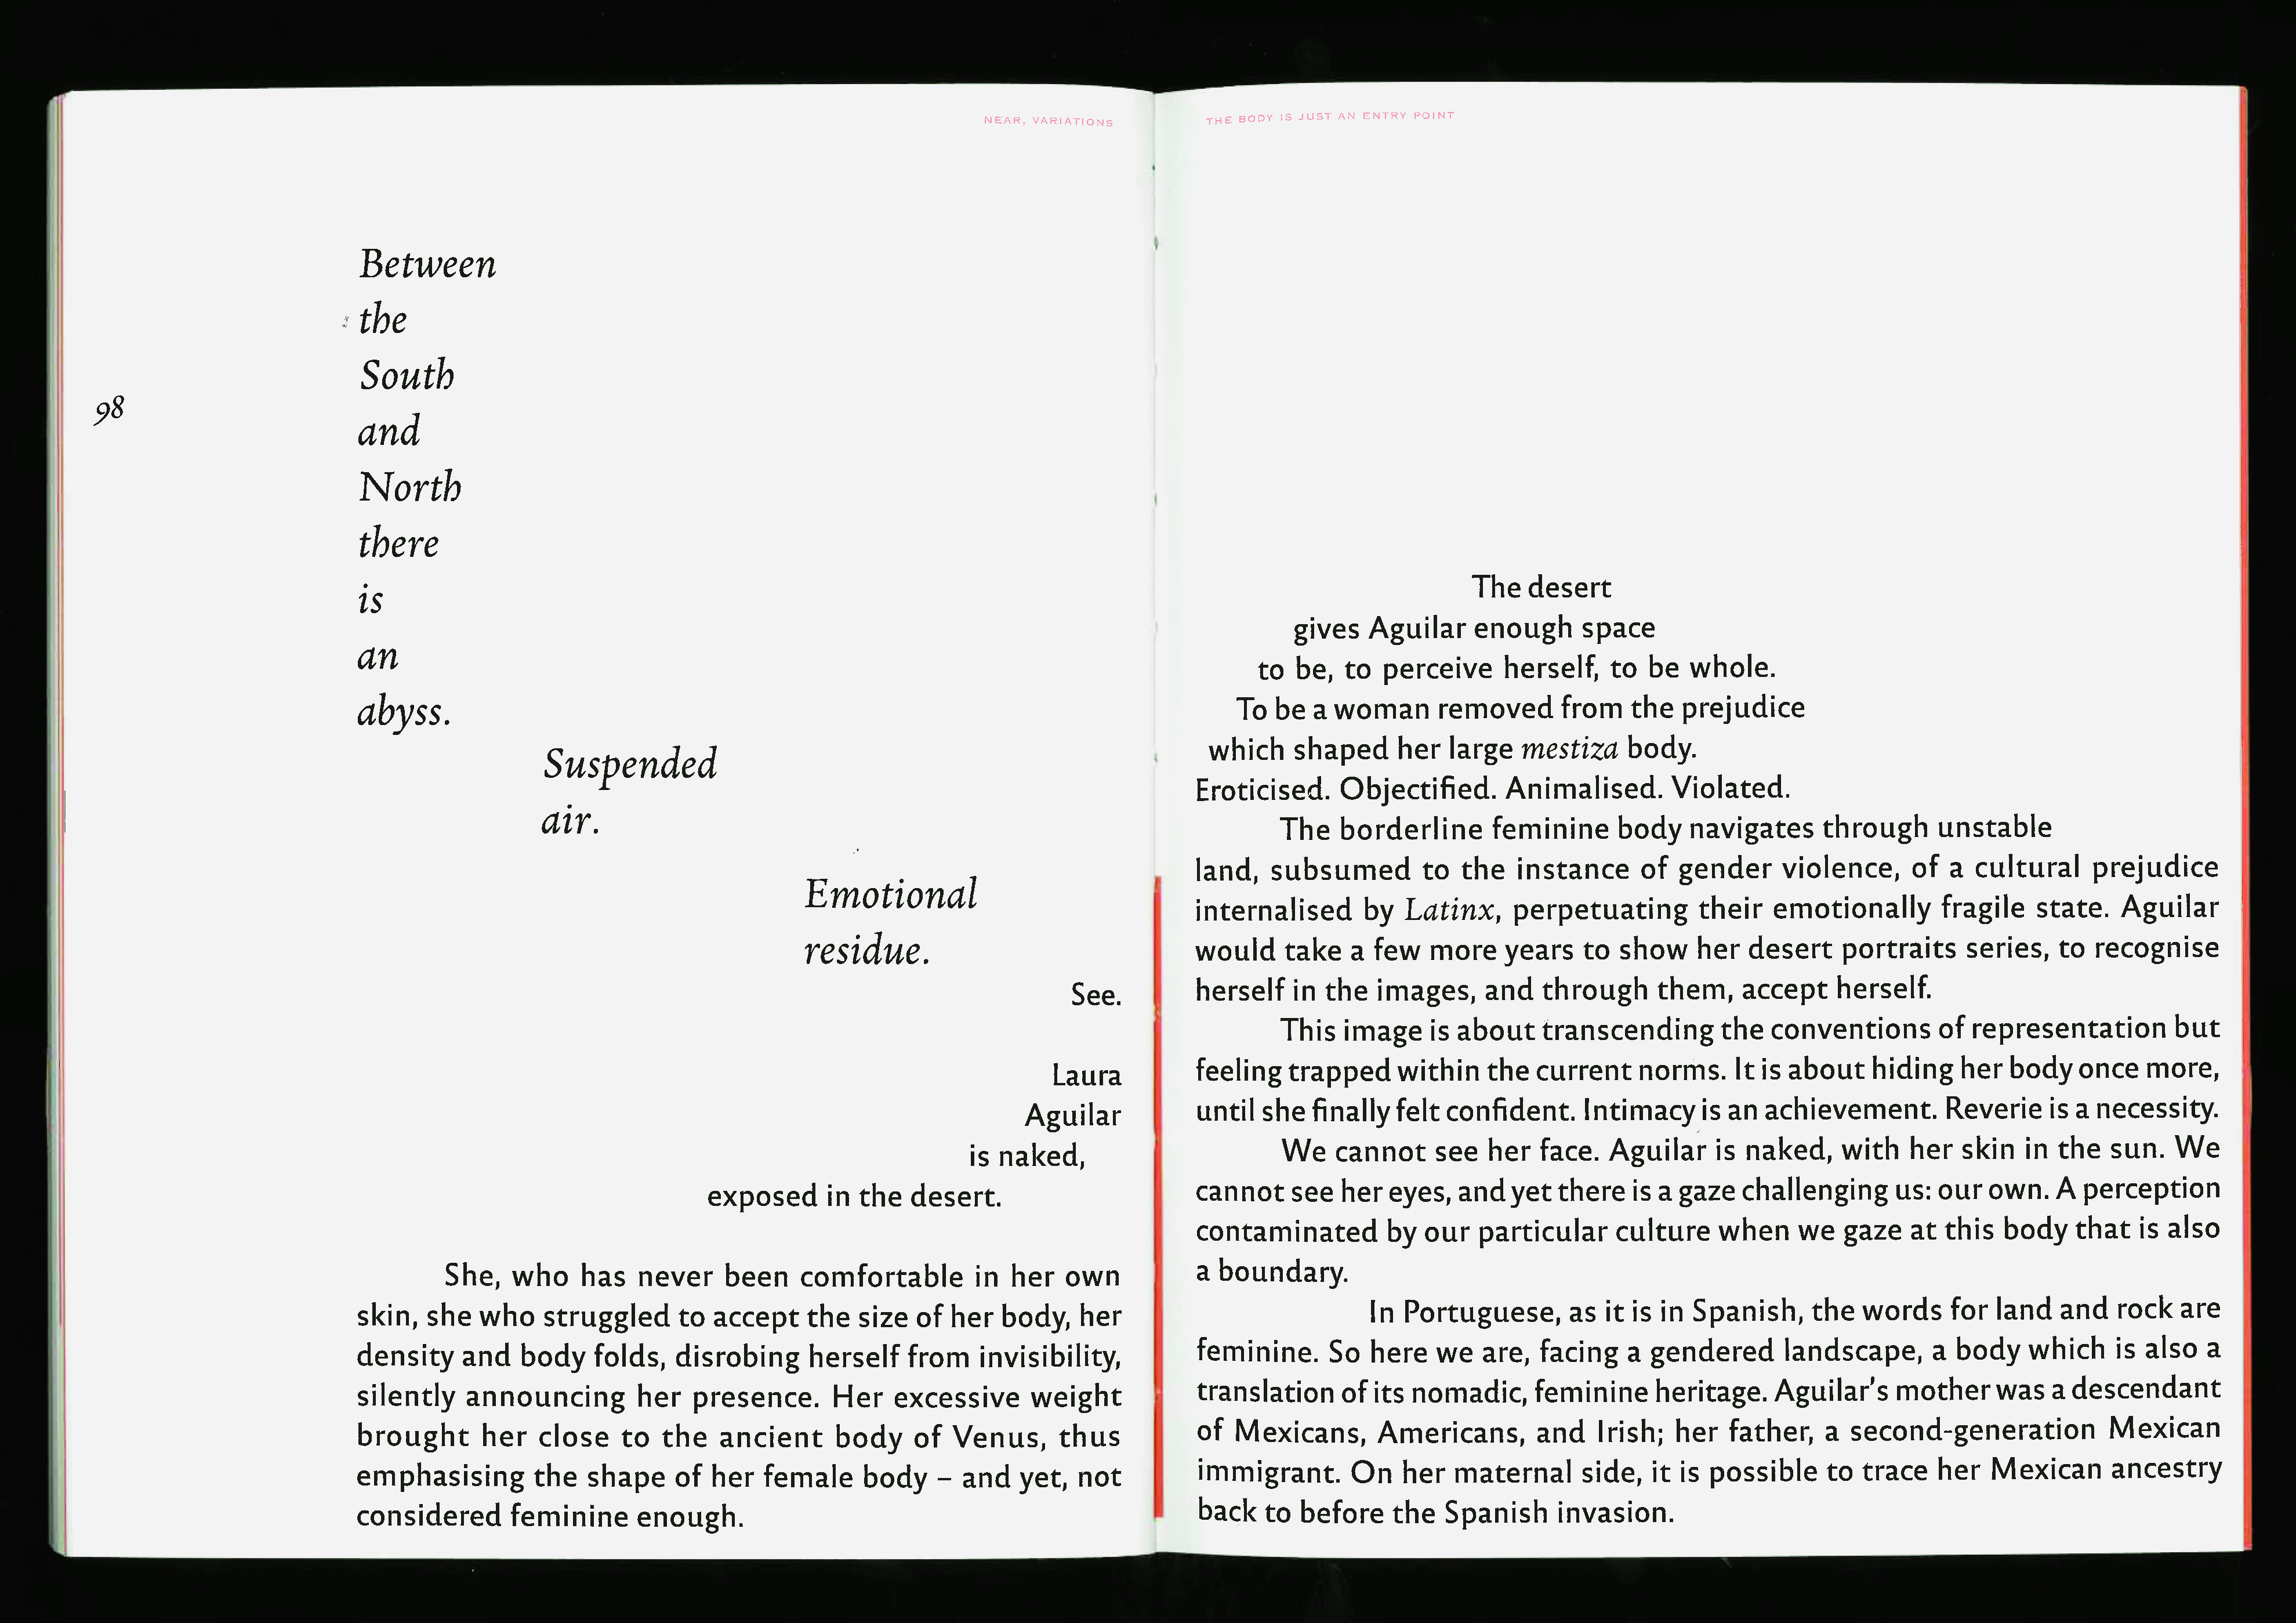 NEAR, VARIATIONS
98
Between
the
South
and
North
there
is
an
abyss.
Suspended
air.
Emotional
residue.
See.
Laura
Aguilar
is naked,
exposed in the desert.
She, who has never been comfortable in her own
skin, she who struggled to accept the size of her body, her
density and body folds, disrobing herself from invisibility,
silently announcing her presence. Her excessive weight
brought her close to the ancient body of Venus, thus
emphasising the shape of her female body – and yet, not
considered feminine enough.
THE BODY IS JUST AN ENTRY POINT
The desert
gives Aguilar enough space
to be, to perceive herself, to be whole.
To be a woman removed from the prejudice
which shaped her large mestiza body.
Eroticised. Objectified. Animalised. Violated.
The borderline feminine body navigates through unstable
land, subsumed to the instance of gender violence, of a cultural prejudice
internalised by Latinx, perpetuating their emotionally fragile state. Aguilar
would take a few more years to show her desert portraits series, to recognise
herself in the images, and through them, accept herself.
This image is about transcending the conventions of representation but
feeling trapped within the current norms. It is about hiding her body once more,
until she finally felt confident. Intimacy is an achievement. Reverie is a necessity.
We cannot see her face. Aguilar is naked, with her skin in the sun. We
cannot see her eyes, and yet there is a gaze challenging us: our own. A perception
contaminated by our particular culture when we gaze at this body that is also
a boundary.
In Portuguese, as it is in Spanish, the words for land and rock are
feminine. So here we are, facing a gendered landscape, a body which is also a
translation of its nomadic, feminine heritage. Aguilar's mother was a descendant
of Mexicans, Americans, and Irish; her father, a second-generation Mexican
immigrant. On her maternal side, it is possible to trace her Mexican ancestry
back to before the Spanish invasion.